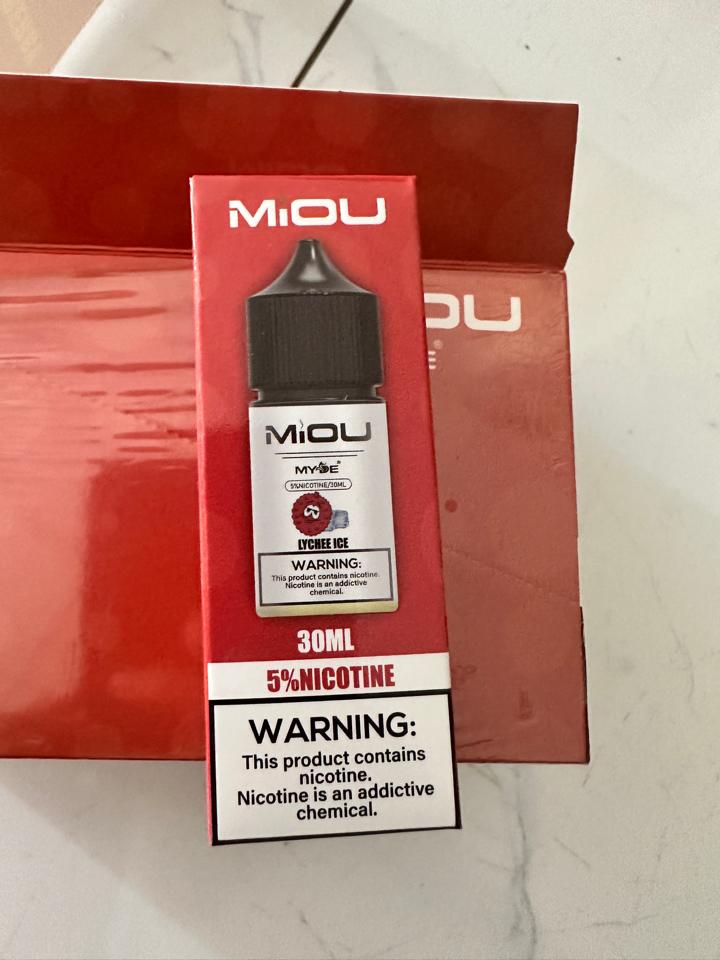 MiOU
MiOU
5%NICOTINE/30ML
LYCHEE ICE
WARNING:
This product contains nicotine.
Nicotine is an addictive
chemical.
30ML
5%NICOTINE
WARNING:
This product contains
nicotine.
Nicotine is an addictive
chemical.
OU
E®